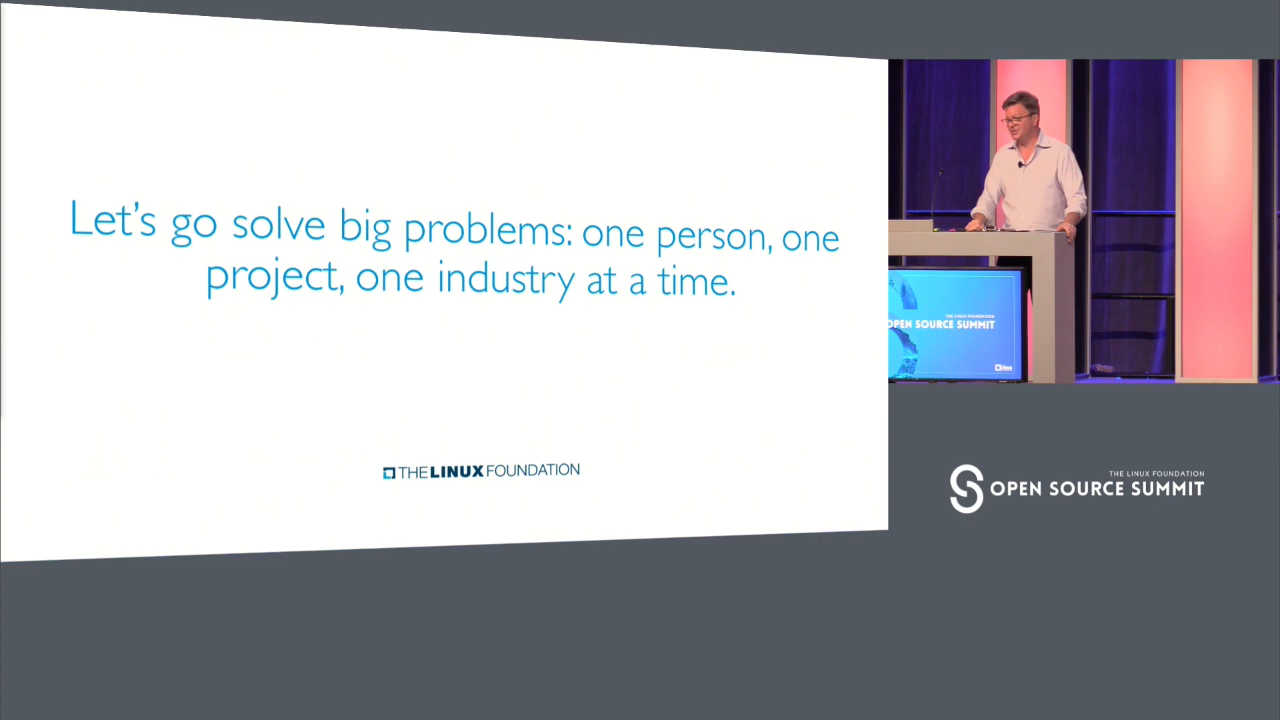 Let's go solve big problems: one person, one
project, one industry at a time.
THE LINUX FOUNDATION
THE LINUX FOUNDATION
OPEN SOURCE SUMMIT
THE LINUX FOUNDATION
OPEN SOURCE SUMMIT